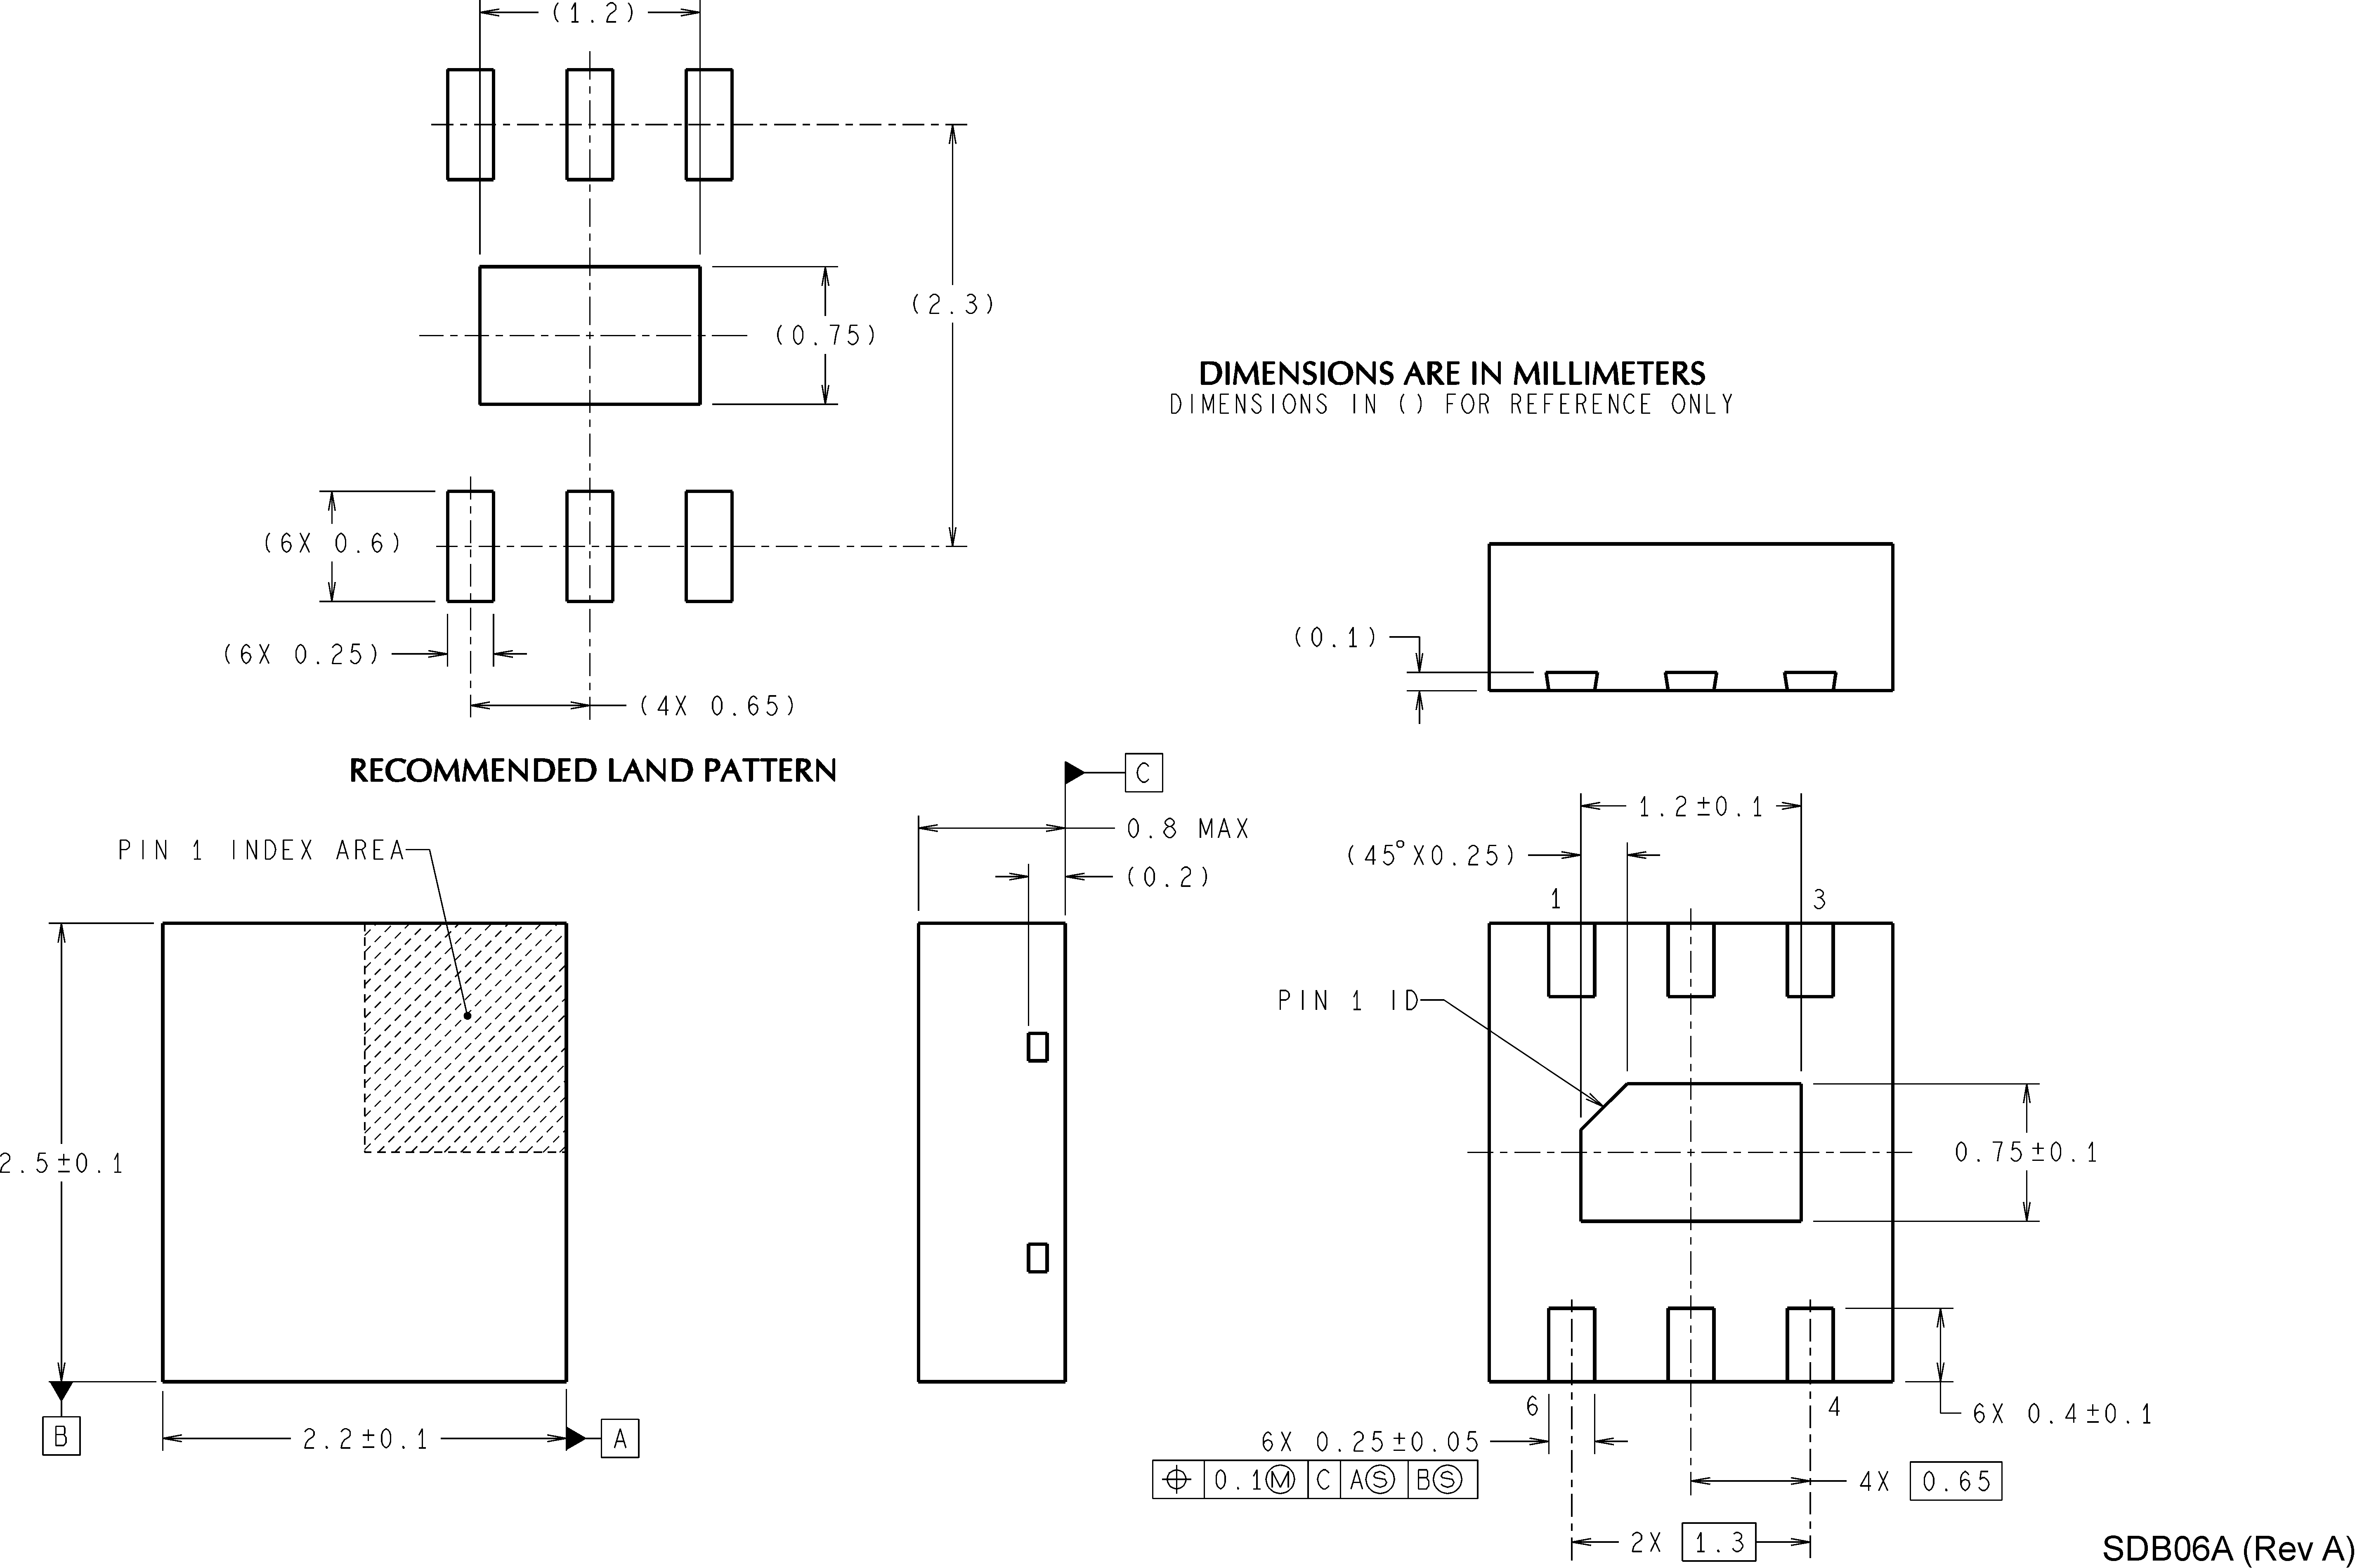 (1.2)
(2.3)
(0.75)
DIMENSIONS ARE IN MILLIMETERS
DIMENSIONS IN () FOR REFERENCE ONLY
(6X 0.6)
(6X 0.25)
(4X 0.65)
(0.1)
RECOMMENDED LAND PATTERN
C
0.8 MAX
(0.2)
PIN 1 INDEX AREA
2.5±0.1
B
2.2±0.1
A
1.2±0.1
(45°X0.25)
1
3
PIN 1 ID
0.75±0.1
6
4
6X 0.4±0.1
6X 0.25±0.05
⌖ 0.1Ⓜ C AⓈ BⓈ
4X 0.65
2X 1.3
SDB06A (Rev A)